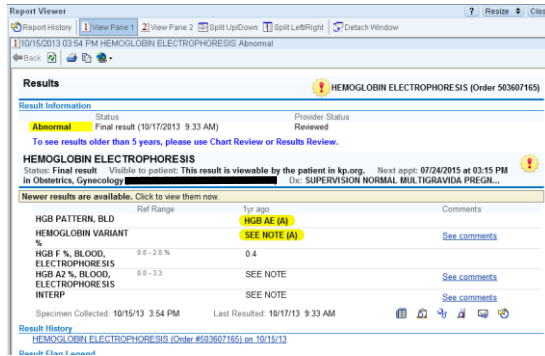 Report Viewer ? Resize Clos
Report History 1 View Pane 1 2 View Pane 2 Split Up/Down Split Left/Right Detach Window
1 10/15/2013 03:54 PM HEMOGLOBIN ELECTROPHORESIS Abnormal
Back
Results
HEMOGLOBIN ELECTROPHORESIS (Order 503607165)
Result Information
Status Provider Status
Abnormal Final result (10/17/2013 9:33 AM) Reviewed
To see results older than 5 years, please use Chart Review or Results Review.
HEMOGLOBIN ELECTROPHORESIS
Status: Final result Visible to patient: This result is viewable by the patient in kp.org. Next appt: 07/24/2015 at 03:15 PM
in Obstetrics, Gynecology Dx: SUPERVISION NORMAL MULTIGRAVIDA PREGN...
Newer results are available. Click to view them now.
Ref Range 1yr ago Comments
HGB PATTERN, BLD HGB AE (A)
HEMOGLOBIN VARIANT SEE NOTE (A) See comments
%
HGB F %, BLOOD, 0.0 - 2.0 % 0.4
ELECTROPHORESIS
HGB A2 %, BLOOD, 0.0 - 3.3 SEE NOTE See comments
ELECTROPHORESIS
INTERP SEE NOTE See comments
Specimen Collected: 10/15/13 3:54 PM Last Resulted: 10/17/13 9:33 AM
Result History
HEMOGLOBIN ELECTROPHORESIS (Order #503607165) on 10/15/13
Result Flag Legend